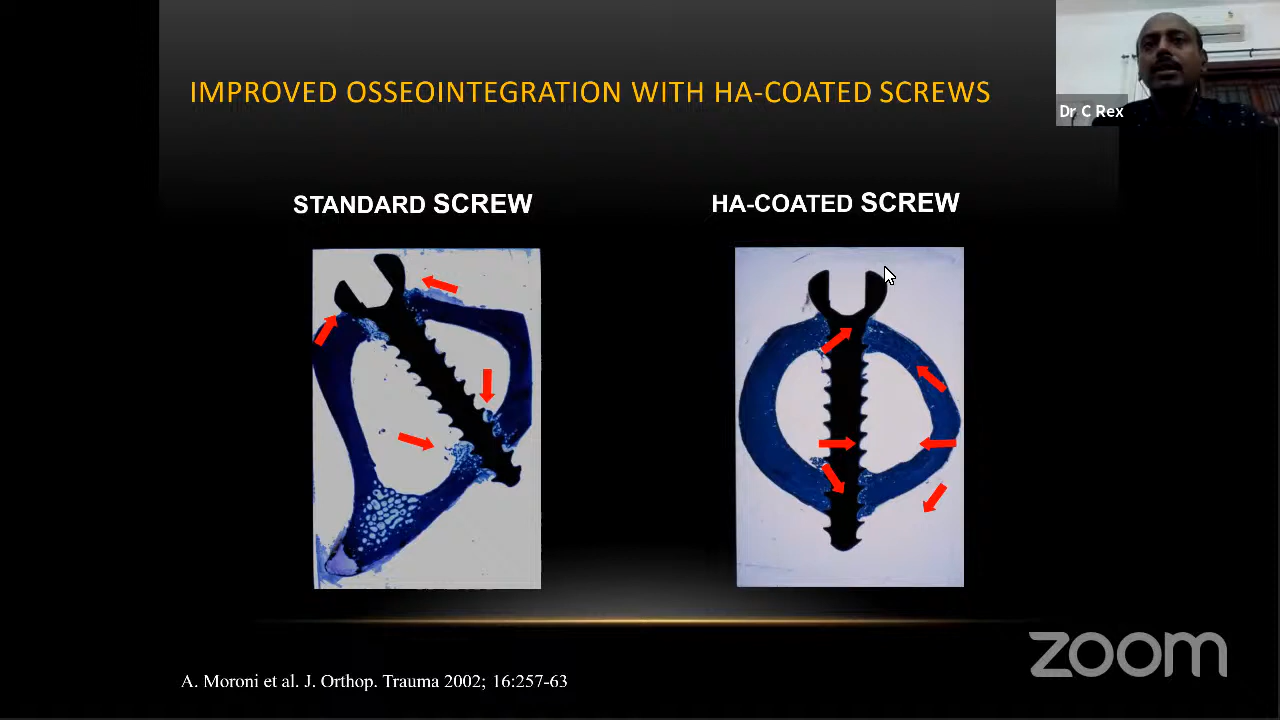 IMPROVED OSSEOINTEGRATION WITH HA-COATED SCREWS
Dr C Rex
STANDARD SCREW
HA-COATED SCREW
zoom
A. Moroni et al. J. Orthop. Trauma 2002; 16:257-63